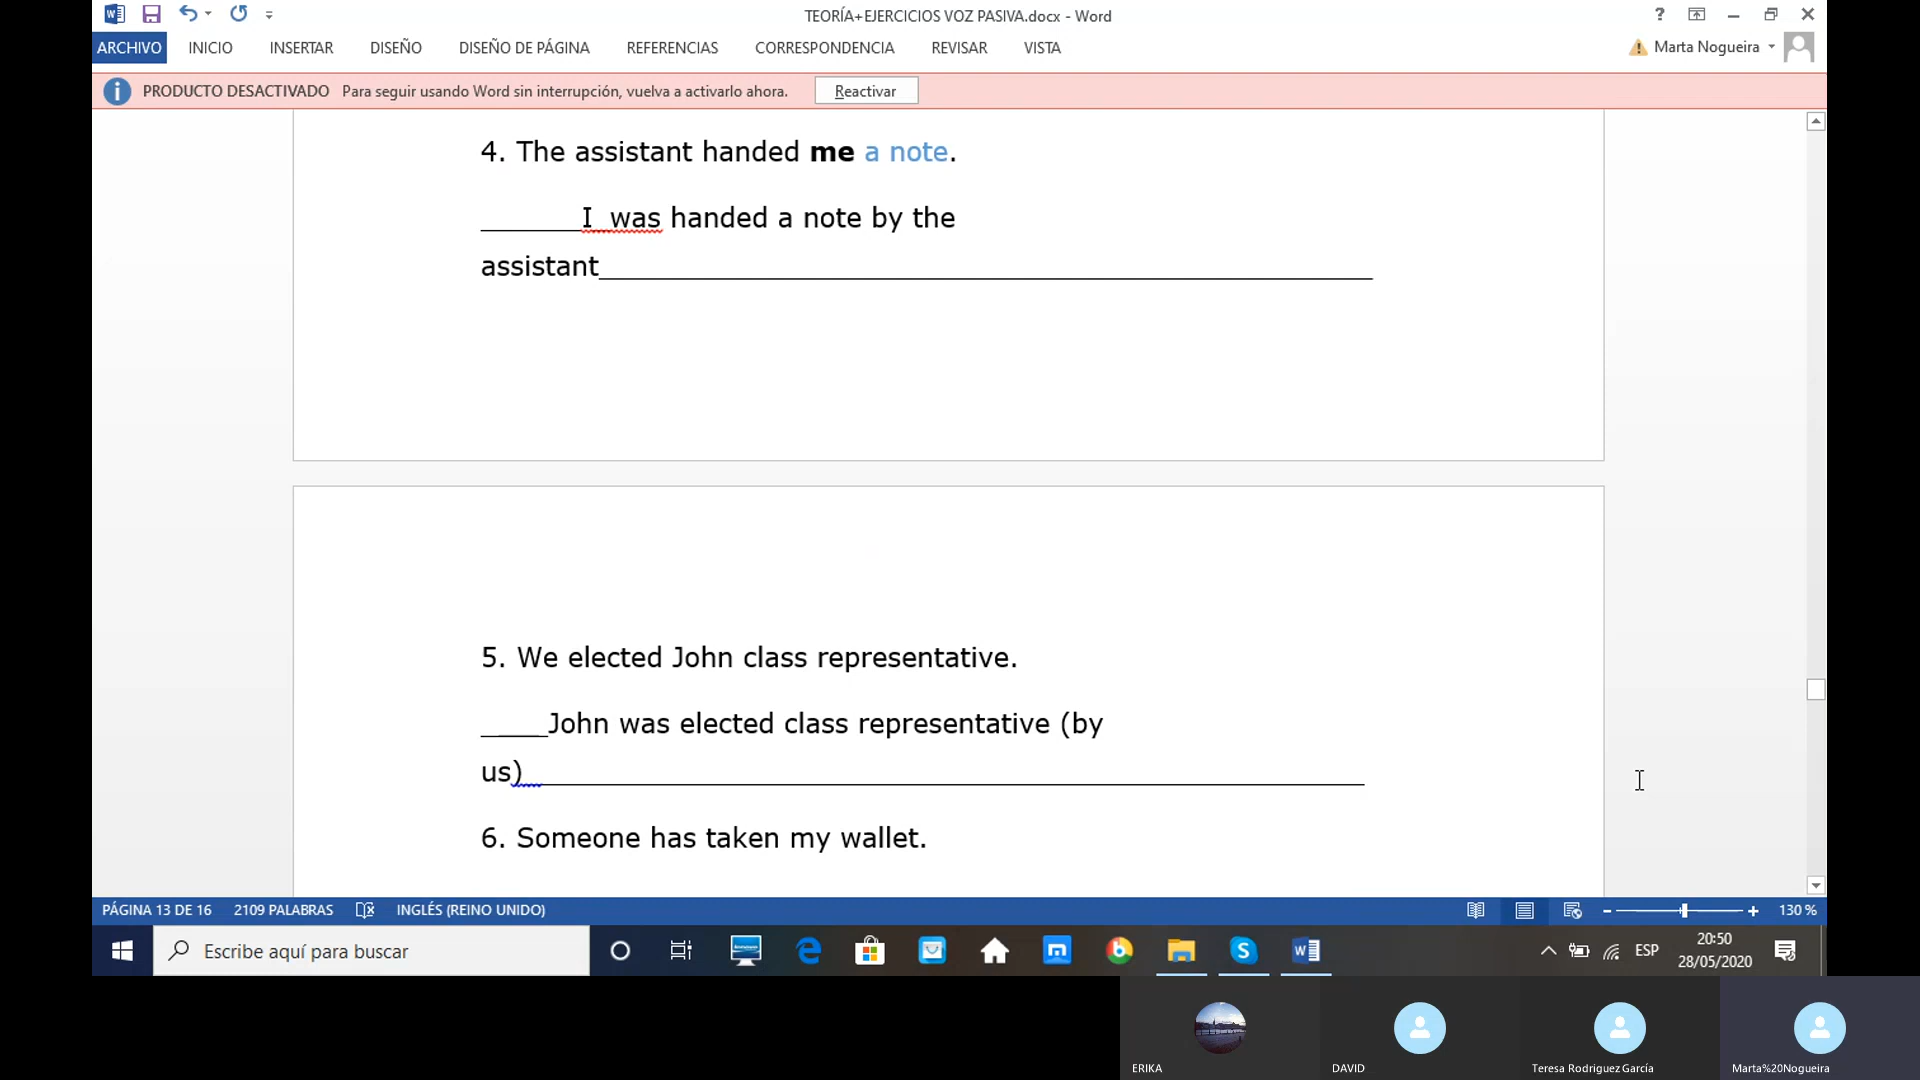 TEORÍA+EJERCICIOS VOZ PASIVA.docx - Word
ARCHIVO INICIO INSERTAR DISEÑO DISEÑO DE PÁGINA REFERENCIAS CORRESPONDENCIA REVISAR VISTA Marta Nogueira
PRODUCTO DESACTIVADO Para seguir usando Word sin interrupción, vuelva a activarlo ahora. Reactivar
4. The assistant handed me a note.
______I was handed a note by the
assistant______________________________________________
5. We elected John class representative.
____John was elected class representative (by
us)__________________________________________________
6. Someone has taken my wallet.
PÁGINA 13 DE 16 2109 PALABRAS INGLÉS (REINO UNIDO) 130 %
Escribe aquí para buscar ESP 20:50
28/05/2020
ERIKA DAVID Teresa Rodriguez García Marta%20Nogueira